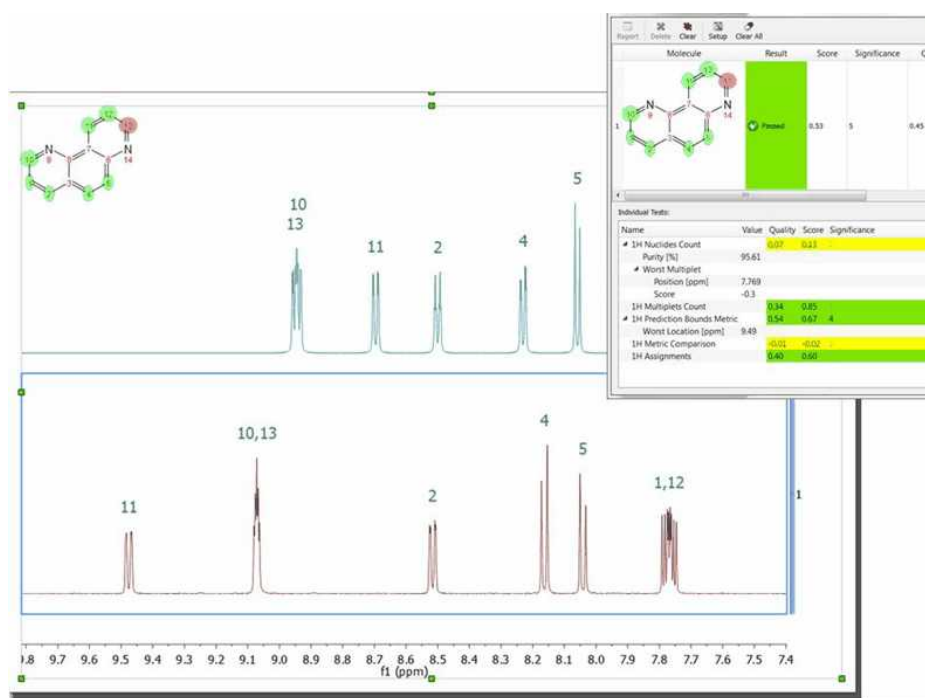 Report Delete Clear Setup Clear All
Molecule Result Score Significance
1 Passed 0.53 5 0.45
N N
9 14
Individual Tests:
Name Value Quality Score Significance
1H Nuclides Count 0.07 0.13
Purity [%] 95.61
Worst Multiplet
Position [ppm] 7.769
Score -0.3
1H Multiplets Count 0.34 0.85
1H Prediction Bounds Metric 0.54 0.67 4
Worst Location [ppm] 9.49
1H Metric Comparison -0.01 -0.02
1H Assignments 0.40 0.60
N N
9 14
10
13
11
2
4
5
11
10,13
2
4
5
1,12
1
9.8 9.7 9.6 9.5 9.4 9.3 9.2 9.1 9.0 8.9 8.8 8.7 8.6 8.5 8.4 8.3 8.2 8.1 8.0 7.9 7.8 7.7 7.6 7.5 7.4
f1 (ppm)